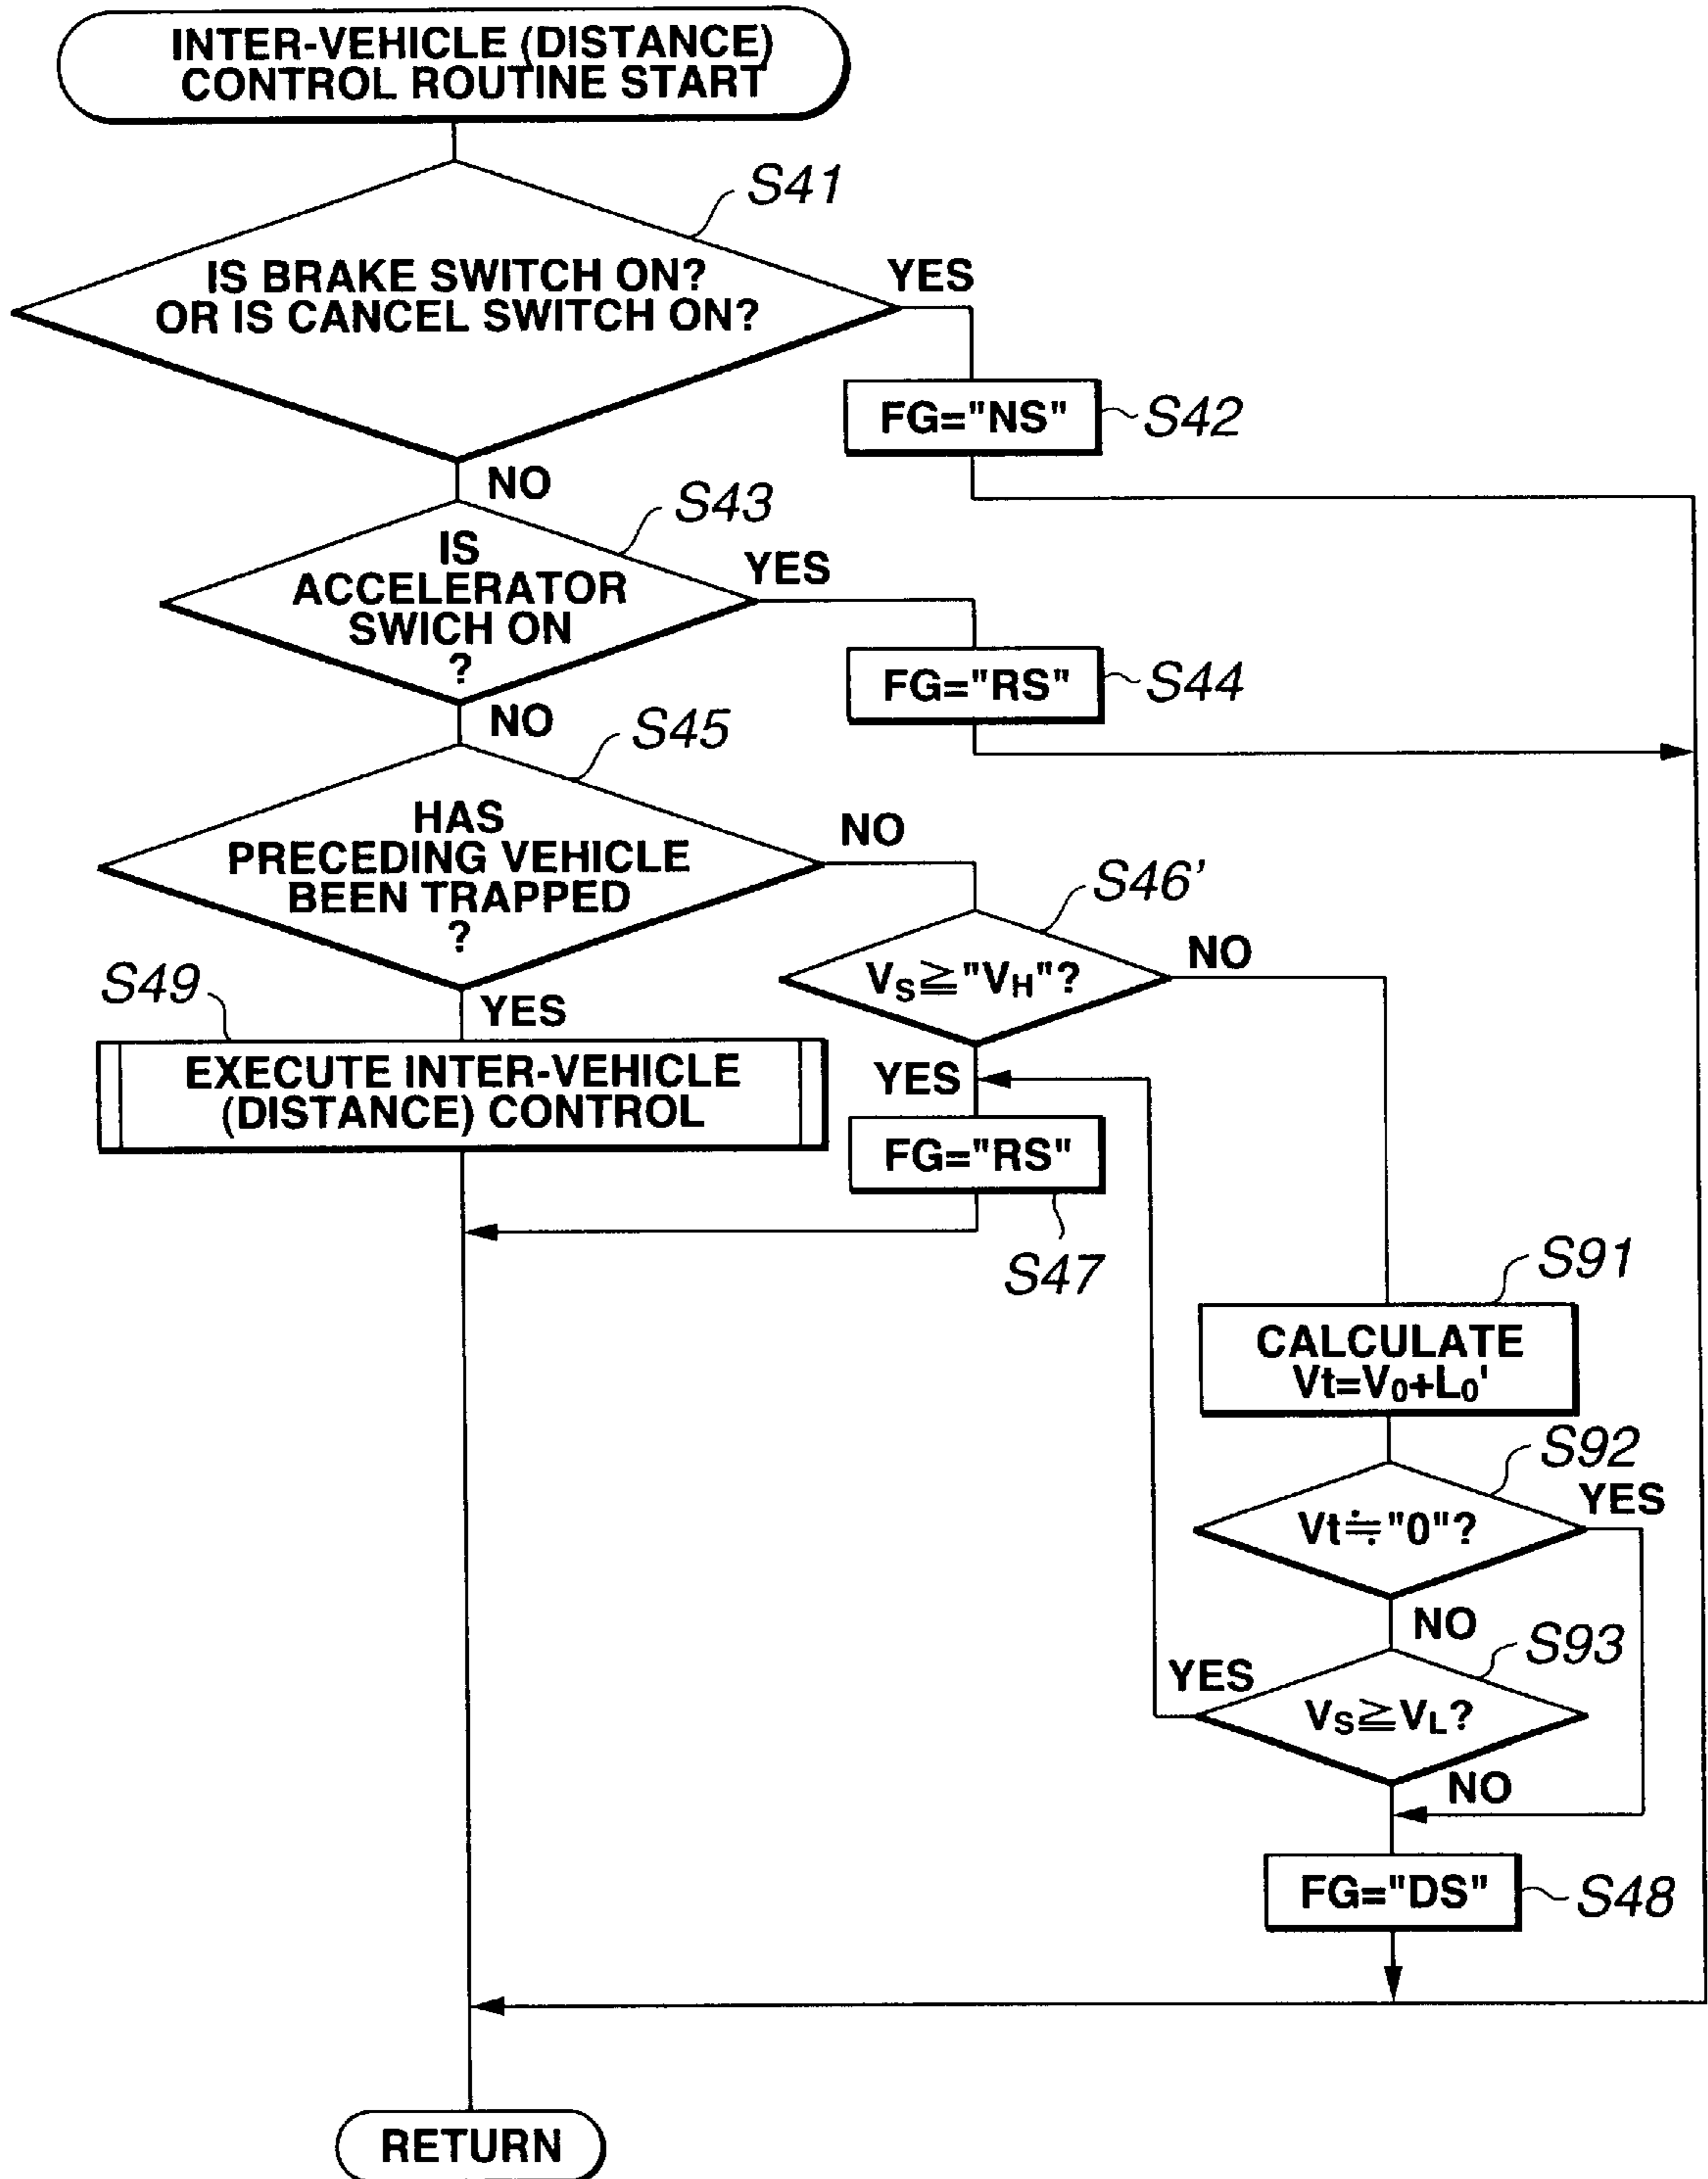 INTER-VEHICLE (DISTANCE)
CONTROL ROUTINE START
S41
IS BRAKE SWITCH ON?
OR IS CANCEL SWITCH ON?
YES
FG="NS"
S42
NO
S43
IS
ACCELERATOR
SWICH ON
?
YES
FG="RS"
S44
NO
S45
HAS
PRECEDING VEHICLE
BEEN TRAPPED
?
NO
S46'
VS≧"VH"?
NO
S49
YES
EXECUTE INTER-VEHICLE
(DISTANCE) CONTROL
YES
FG="RS"
S47
S91
CALCULATE
Vt=V0+L0'
S92
YES
Vt≒"0"?
NO
S93
YES
VS≧VL?
NO
FG="DS"
S48
RETURN